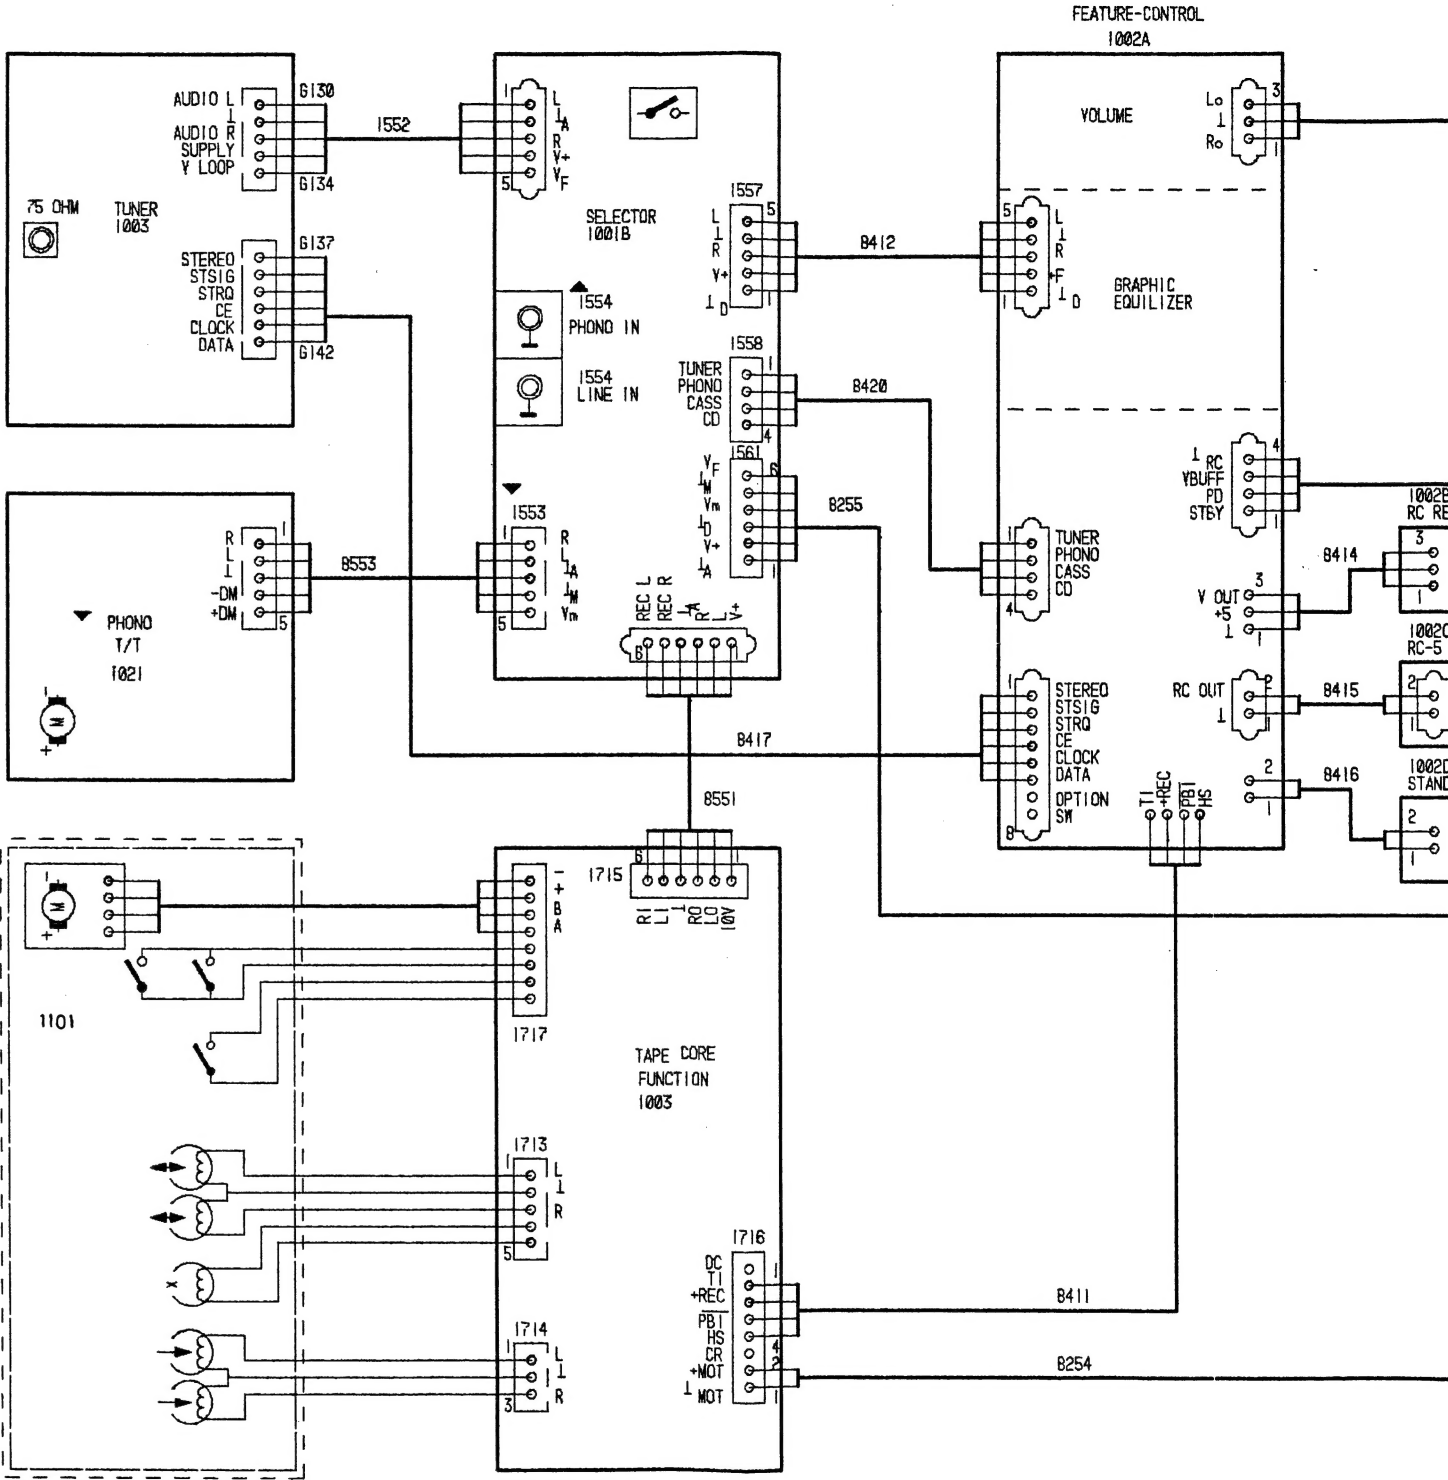 FEATURE-CONTROL
1002A
AUDIO L
⊥
AUDIO R
SUPPLY
V LOOP
G130
G134
1552
75 OHM
TUNER
1003
STEREO
STSIG
STRQ
CE
CLOCK
DATA
G137
G142
1
5
L
⊥A
R
V+
VF
SELECTOR
1001B
1554
PHONO IN
1554
LINE IN
1557
5
L
⊥
R
V+
⊥D
1
8412
1558
1
TUNER
PHONO
CASS
CD
4
8420
1561
6
VF
⊥M
Vm
⊥D
V+
⊥A
1
8255
VOLUME
Lo
⊥
Ro
3
1
5
L
⊥
R
+F
⊥D
1
GRAPHIC
EQUILIZER
4
⊥ RC
VBUFF
PD
STBY
1
1
TUNER
PHONO
CASS
CD
4
3
V OUT
+5
⊥
1
8414
1002B
RC RE
3
1
1002C
RC-5
RC OUT
⊥
2
1
8415
2
1
2
1
8416
1002D
STAND
2
1
1
STEREO
STSIG
STRQ
CE
CLOCK
DATA
OPTION
SW
8
TI
+REC
PBI
HS
R
L
⊥
-DM
+DM
1
5
8553
PHONO
T/T
1021
-
M
+
1553
1
R
L
⊥A
⊥M
Vm
5
REC L
REC R
⊥A
R
L
V+
6
1
8417
8551
1715
6
1
RI
LI
⊥
RO
LO
10V
-
M
+
-
+
B
A
1717
1101
TAPE CORE
FUNCTION
1003
1713
1
L
⊥
R
5
X
1714
1
L
⊥
R
3
1716
DC
TI
+REC
PBI
HS
CR
+MOT
⊥ MOT
1
4
2
1
8411
8254